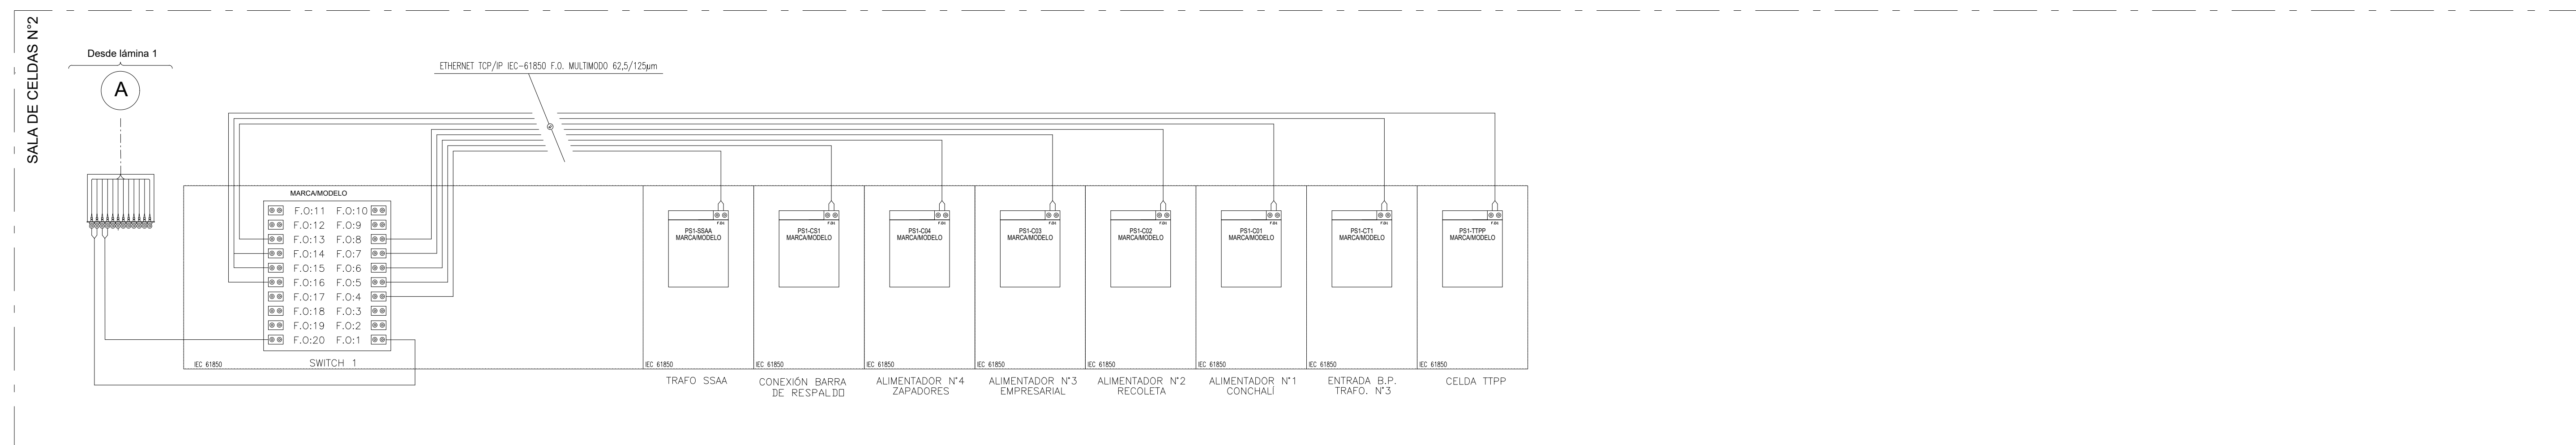 SALA DE CELDAS N°2
Desde lámina 1
A
ETHERNET TCP/IP IEC-61850 F.O. MULTIMODO 62,5/125µm
MARCA/MODELO
F.O:11 F.O:10
F.O:12 F.O:9
F.O:13 F.O:8
F.O:14 F.O:7
F.O:15 F.O:6
F.O:16 F.O:5
F.O:17 F.O:4
F.O:18 F.O:3
F.O:19 F.O:2
F.O:20 F.O:1
SWITCH 1
IEC 61850
PS1-SSAA
MARCA/MODELO
IEC 61850
TRAFO SSAA
PS1-CS1
MARCA/MODELO
IEC 61850
CONEXIÓN BARRA
DE RESPALDO
PS1-C04
MARCA/MODELO
IEC 61850
ALIMENTADOR N°4
ZAPADORES
PS1-C03
MARCA/MODELO
IEC 61850
ALIMENTADOR N°3
EMPRESARIAL
PS1-C02
MARCA/MODELO
IEC 61850
ALIMENTADOR N°2
RECOLETA
PS1-C01
MARCA/MODELO
IEC 61850
ALIMENTADOR N°1
CONCHALÍ
PS1-CT1
MARCA/MODELO
IEC 61850
ENTRADA B.P.
TRAFO. N°3
PS1-TTPP
MARCA/MODELO
IEC 61850
CELDA TTPP